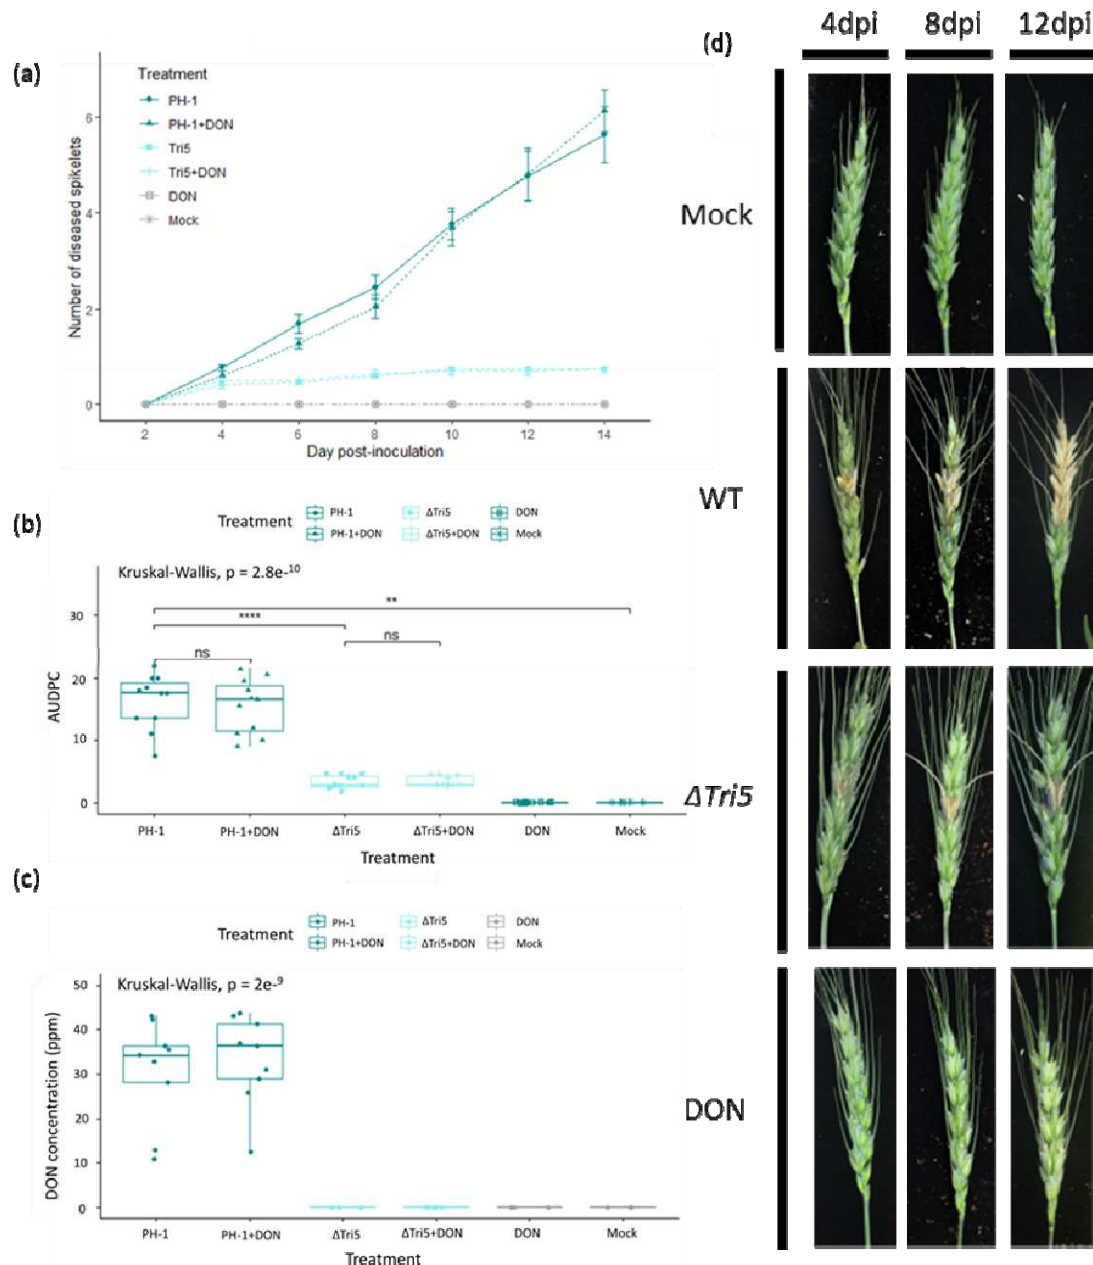 (a)
Treatment
PH-1
PH-1+DON
Tri5
Tri5+DON
DON
Mock
Number of diseased spikelets
6
4
2
0
2 4 6 8 10 12 14
Day post-inoculation
(b)
Treatment
PH-1 ΔTri5 DON
PH-1+DON ΔTri5+DON Mock
Kruskal-Wallis, p = 2.8e-10
**
****
ns
ns
AUDPC
30
20
10
0
PH-1 PH-1+DON ΔTri5 ΔTri5+DON DON Mock
Treatment
(c)
Treatment
PH-1 ΔTri5 DON
PH-1+DON ΔTri5+DON Mock
Kruskal-Wallis, p = 2e-9
DON concentration (ppm)
50
40
30
20
10
0
PH-1 PH-1+DON ΔTri5 ΔTri5+DON DON Mock
Treatment
(d)
4dpi 8dpi 12dpi
Mock
WT
ΔTri5
DON